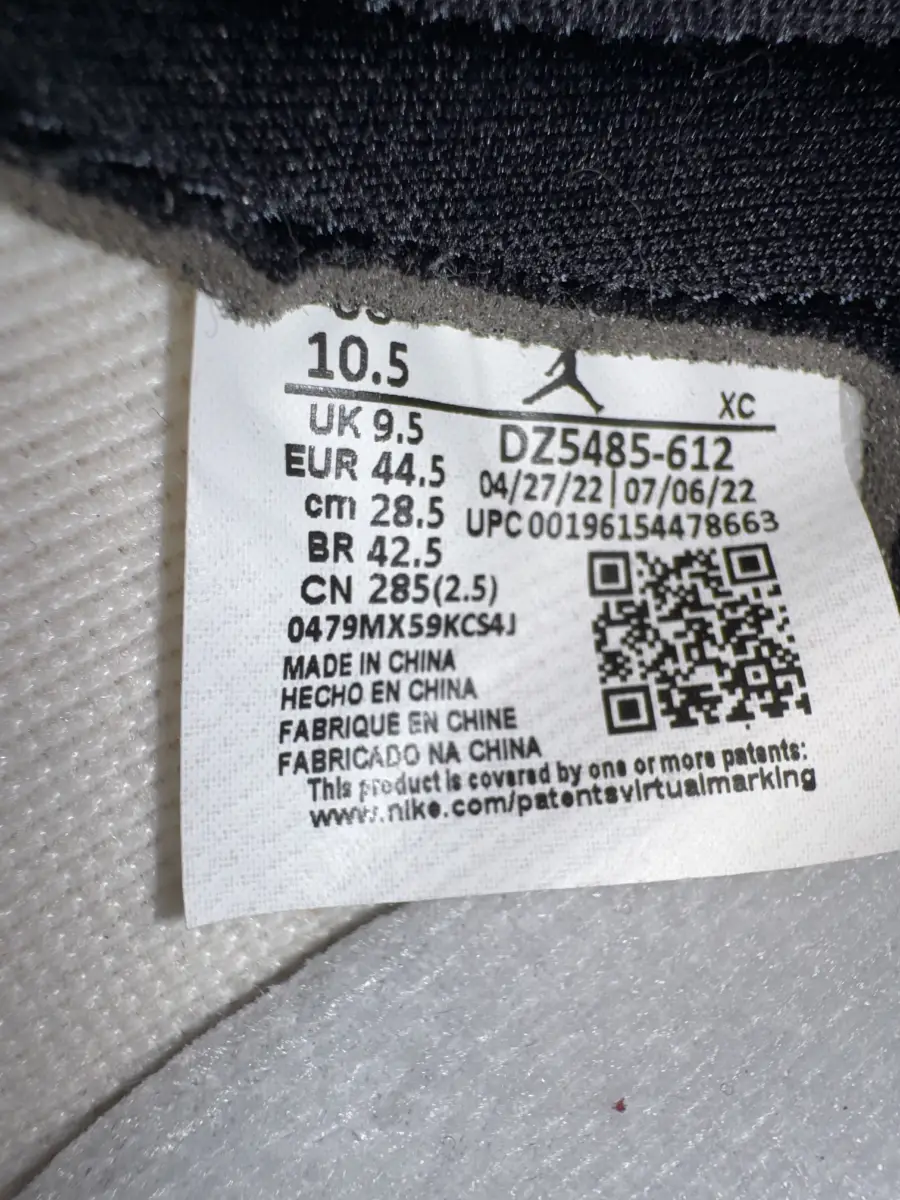 US
10.5
XC
UK 9.5
DZ5485-612
EUR 44.5
04/27/22 | 07/06/22
cm 28.5
UPC 00196154478663
BR 42.5
CN 285(2.5)
0479MX59KCS4J
MADE IN CHINA
HECHO EN CHINA
FABRIQUE EN CHINE
FABRICADO NA CHINA
This product is covered by one or more patents:
www.nike.com/patentsvirtualmarking